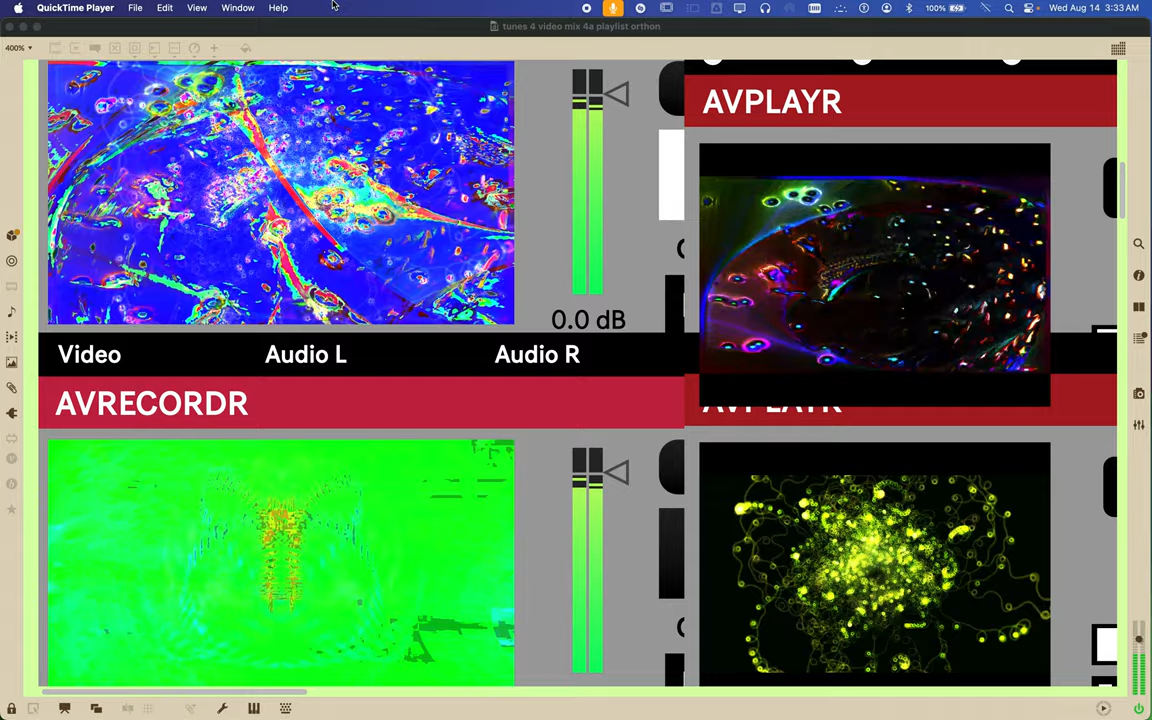 QuickTime Player File Edit View Window Help 100% Wed Aug 14 3:33 AM
tunes 4 video mix 4a playlist orthon
400%
AVPLAYR
0.0 dB
Video Audio L Audio R
AVRECORDR
AVPLAYR